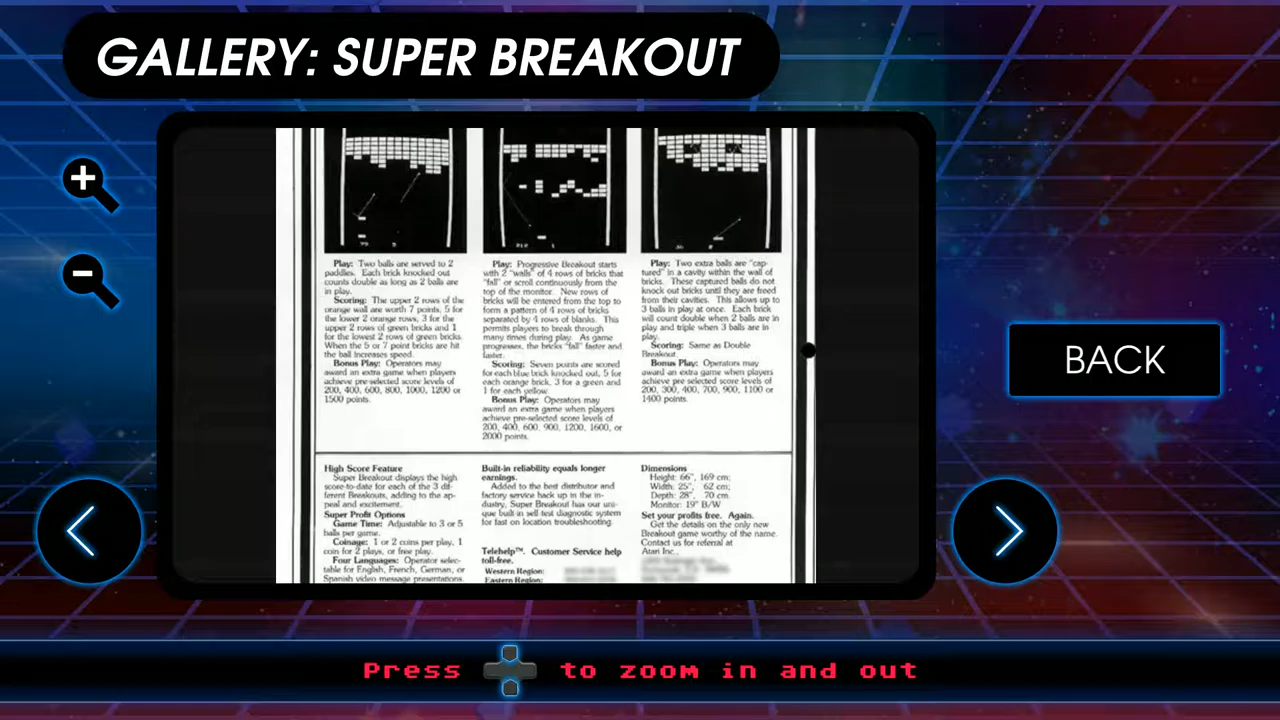 GALLERY: SUPER BREAKOUT
Play: Two balls are served to 2
paddles. Each brick knocked out
counts double as long as 2 balls are
in play.
Scoring: The upper 2 rows of the
orange wall are worth 7 points, 5 for
the lower 2 orange rows, 3 for the
upper 2 rows of green bricks and 1
for the lowest 2 rows of green bricks.
When the 5 or 7 point bricks are hit
the ball increases speed.
Bonus Play: Operators may
award an extra game when players
achieve pre-selected score levels of
200, 400, 600, 800, 1000, 1200 or
1500 points.
Play: Progressive Breakout starts
with 2 "walls" of 4 rows of bricks that
"fall" or scroll continuously from the
top of the monitor. New rows of
bricks will be entered from the top to
form a pattern of 4 rows of bricks
separated by 4 rows of blanks. This
permits players to break through
many times during play. As game
progresses, the bricks "fall" faster and
faster.
Scoring: Seven points are scored
for each blue brick knocked out, 5 for
each orange brick, 3 for a green and
1 for each yellow.
Bonus Play: Operators may
award an extra game when players
achieve pre-selected score levels of
200, 400, 600, 900, 1200, 1600, or
2000 points.
Play: Two extra balls are "cap-
tured" in a cavity within the wall of
bricks. These captured balls do not
knock out bricks until they are freed
from their cavities. This allows up to
3 balls in play at once. Each brick
will count double when 2 balls are in
play and triple when 3 balls are in
play.
Scoring: Same as Double
Breakout.
Bonus Play: Operators may
award an extra game when players
achieve pre selected score levels of
200, 300, 400, 700, 900, 1100 or
1400 points.
High Score Feature
Super Breakout displays the high
score-to-date for each of the 3 dif-
ferent Breakouts, adding to the ap-
peal and excitement.
Super Profit Options
Game Time: Adjustable to 3 or 5
balls per game.
Coinage: 1 or 2 coins per play, 1
coin for 2 plays, or free play.
Four Languages: Operator selec-
table for English, French, German, or
Spanish video message presentations.
Built-in reliability equals longer
earnings.
Added to the best distributor and
factory service back up in the in-
dustry, Super Breakout has our uni-
que built in self-test diagnostic system
for fast on location troubleshooting.
Telehelp™. Customer Service help
toll-free.
Western Region:
Eastern Region:
Dimensions
Height: 66", 169 cm;
Width: 25", 62 cm;
Depth: 28", 70 cm.
Monitor: 19" B/W
Set your profits free. Again.
Get the details on the only new
Breakout game worthy of the name.
Contact us for referral at
Atari Inc.,
BACK
Press to zoom in and out